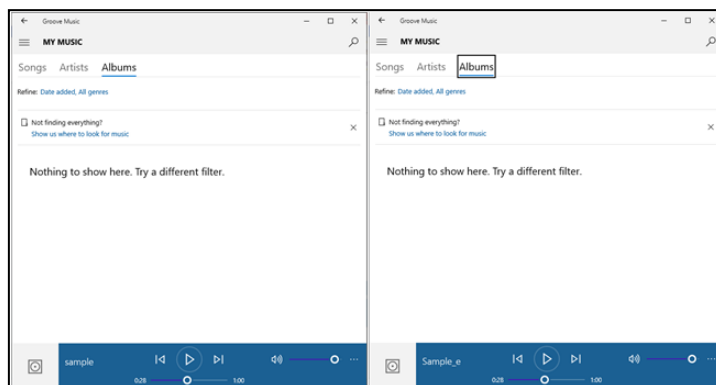 Groove Music
MY MUSIC
Songs Artists Albums
Refine: Date added, All genres
Not finding everything?
Show us where to look for music
Nothing to show here. Try a different filter.
sample
0:28 1:00
Groove Music
MY MUSIC
Songs Artists Albums
Refine: Date added, All genres
Not finding everything?
Show us where to look for music
Nothing to show here. Try a different filter.
Sample_e
0:28 1:00